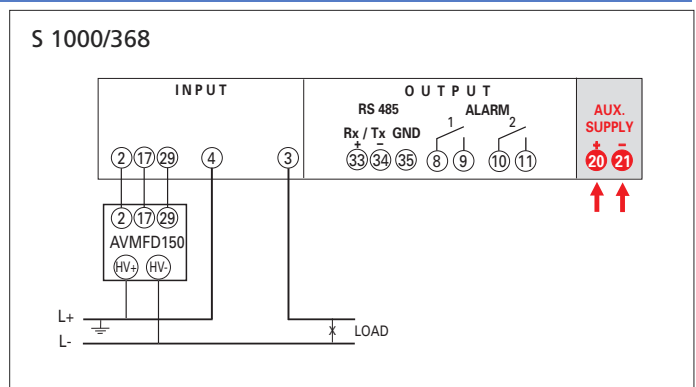 S 1000/368
INPUT
OUTPUT
RS 485
ALARM
AUX.
SUPPLY
Rx / Tx GND
1
2
+
−
+
−
2 17 29 4 3 33 34 35 8 9 10 11 20 21
2 17 29
AVMFD150
HV+ HV-
L+
L-
X
LOAD